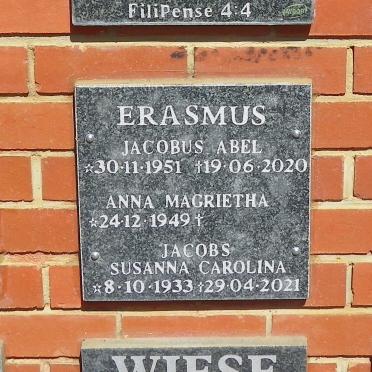 FiliPense 4:4
ERASMUS
JACOBUS ABEL
☆30·11·1951 †19·06·2020
ANNA MAGRIETHA
☆24·12·1949 †
JACOBS
SUSANNA CAROLINA
☆8·10·1933 †29·04·2021
WIESE